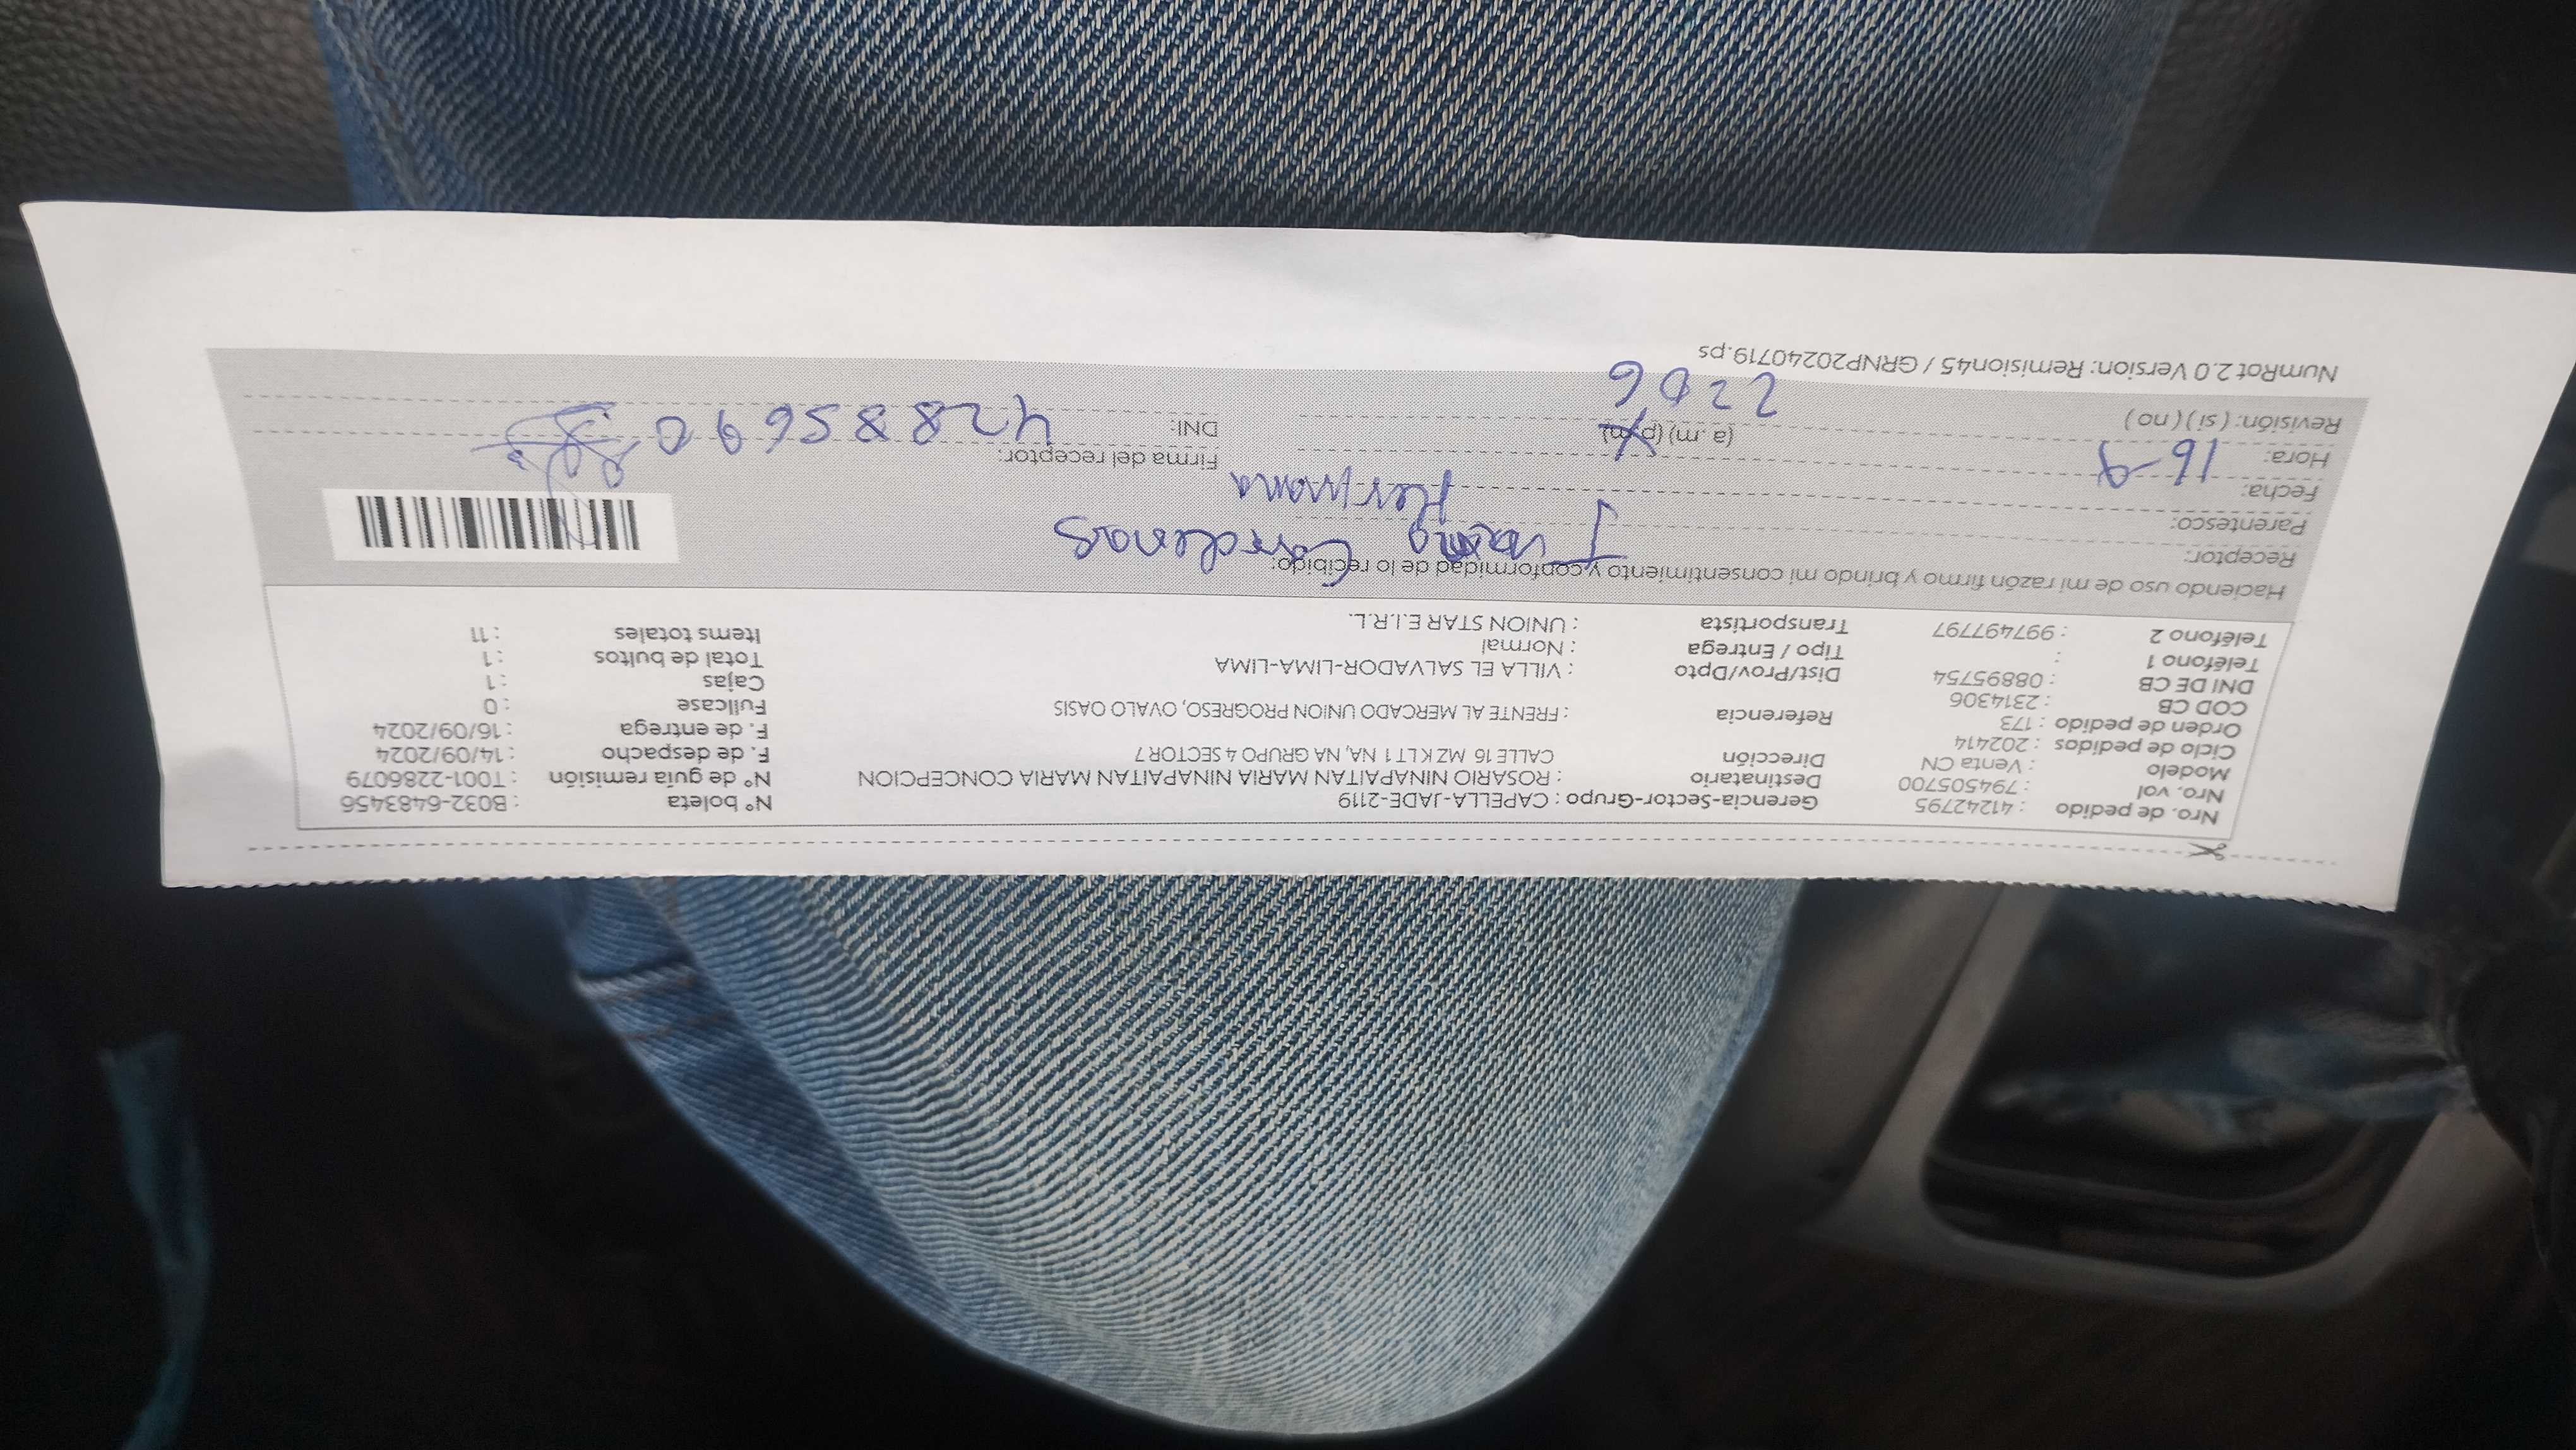 Nro. de pedido : 41242795 Gerencia-Sector-Grupo : CAPELLA-JADE-2119 N° boleta : B032-6483456
Nro. vol : 794505700 Destinatario : ROSARIO NINAPAITAN MARIA NINAPAITAN MARIA CONCEPCION N° de guía remisión : T001-2286079
Modelo : Venta CN Dirección CALLE 16 MZ K LT 1 NA, NA NA GRUPO 4 SECTOR 7 F. de despacho : 14/09/2024
Ciclo de pedidos : 202414 F. de entrega : 16/09/2024
Orden de pedido : 173 Referencia : FRENTE AL MERCADO UNION PROGRESO, OVALO OASIS Fullcase : 0
COD CB : 2314306 Cajas : 1
DNI DE CB : 08895754 Dist/Prov/Dpto : VILLA EL SALVADOR-LIMA-LIMA Total de bultos : 1
Teléfono 1 : Tipo / Entrega : Normal Items totales : 11
Teléfono 2 : 997497797 Transportista : UNION STAR E.I.R.L.
Haciendo uso de mi razón firmo y brindo mi consentimiento y conformidad de lo recibido:
Receptor: Cardenas
Parentesco: Hermana
Fecha: 16-9 Firma del receptor:
Hora: (a.m) (p.m) DNI: 42885690
Revisión: ( si ) ( no ) 2206
NumRot 2.0 Version: Remision45 / GRNP20240719.ps